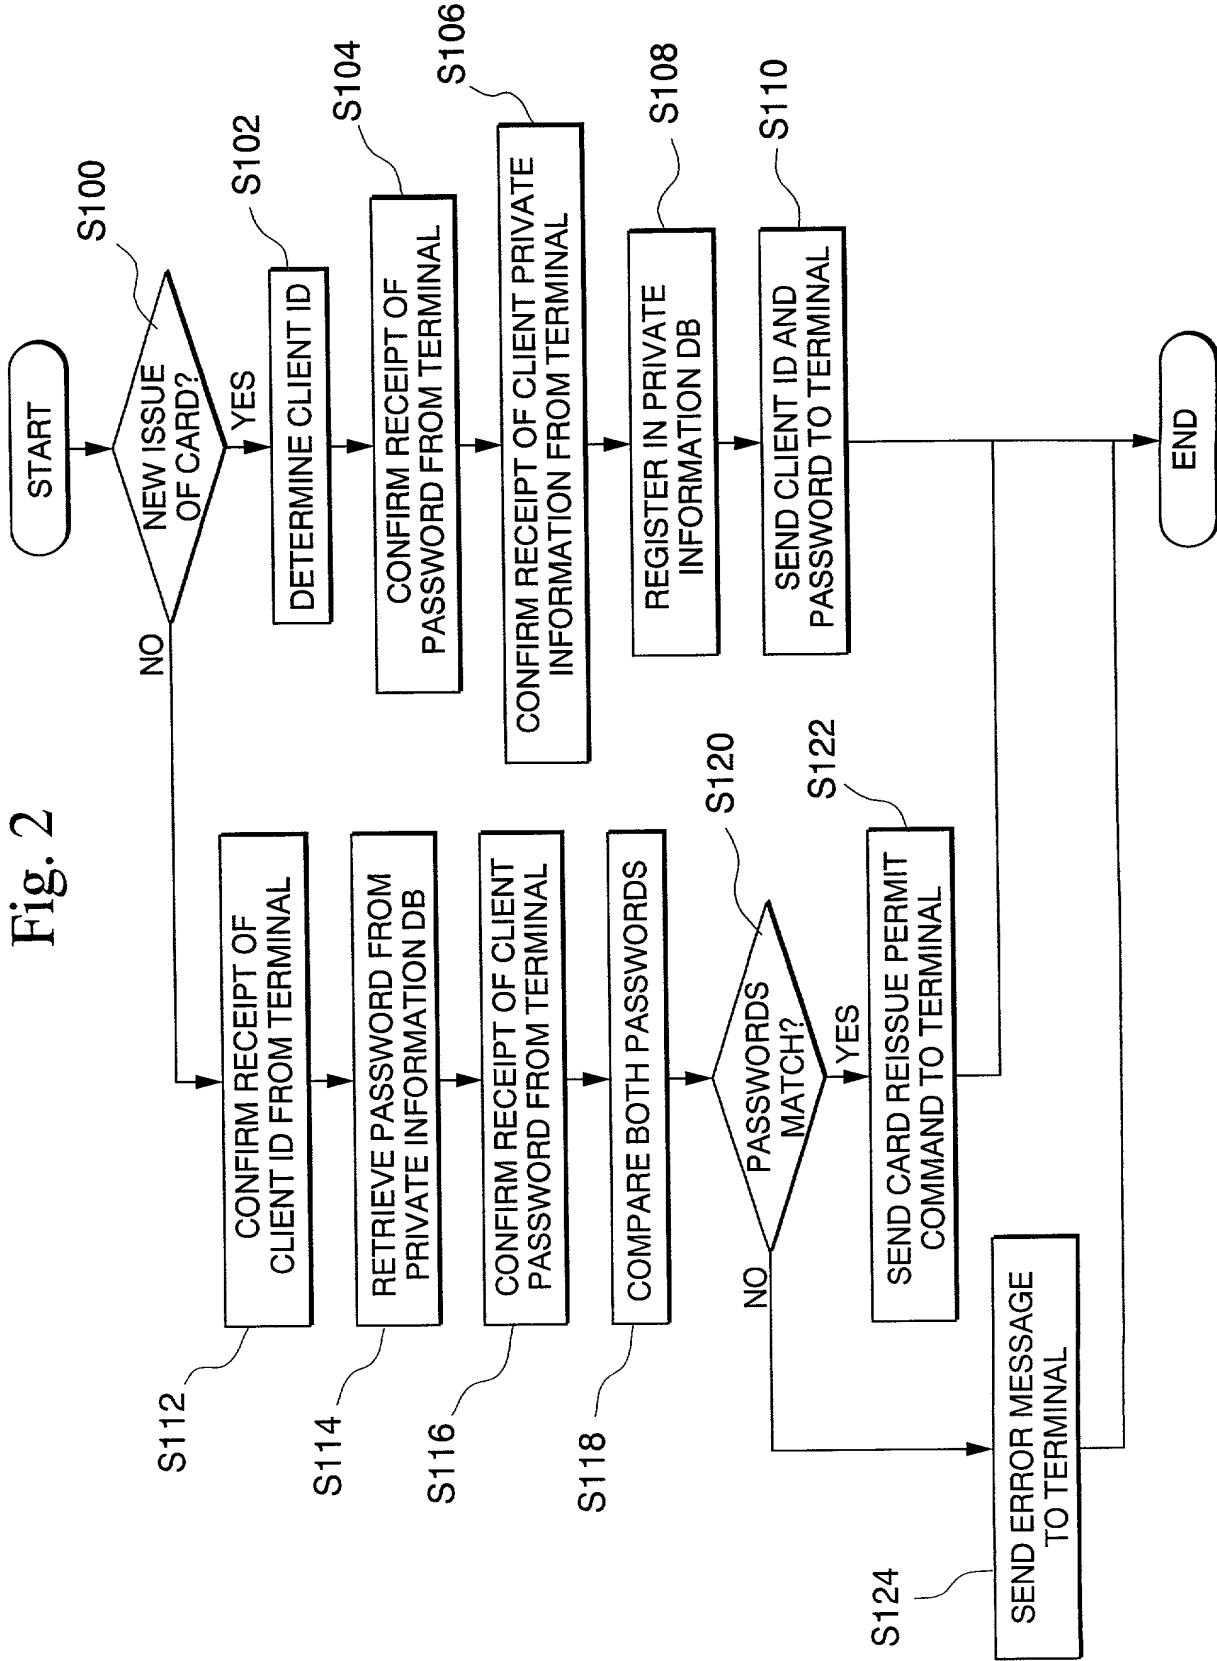 Fig. 2
START
NEW ISSUE
OF CARD?
S100
YES
NO
DETERMINE CLIENT ID
S102
CONFIRM RECEIPT OF
PASSWORD FROM TERMINAL
S104
CONFIRM RECEIPT OF CLIENT PRIVATE
INFORMATION FROM TERMINAL
S106
REGISTER IN PRIVATE
INFORMATION DB
S108
SEND CLIENT ID AND
PASSWORD TO TERMINAL
S110
CONFIRM RECEIPT OF
CLIENT ID FROM TERMINAL
S112
RETRIEVE PASSWORD FROM
PRIVATE INFORMATION DB
S114
CONFIRM RECEIPT OF CLIENT
PASSWORD FROM TERMINAL
S116
COMPARE BOTH PASSWORDS
S118
PASSWORDS
MATCH?
S120
YES
NO
SEND CARD REISSUE PERMIT
COMMAND TO TERMINAL
S122
SEND ERROR MESSAGE
TO TERMINAL
S124
END